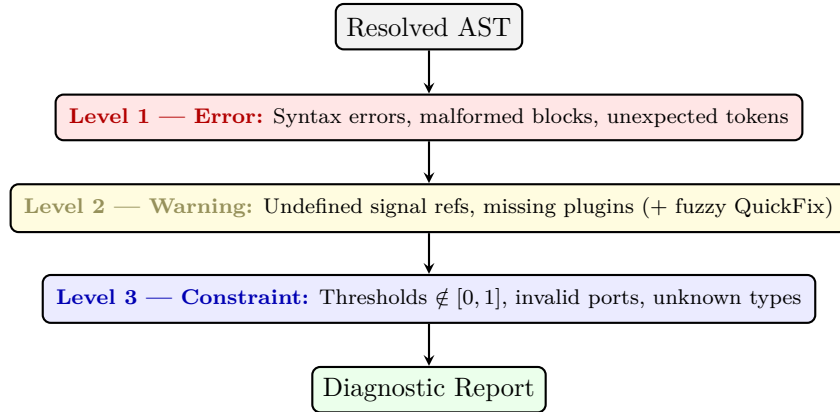 Resolved AST
Level 1 — Error: Syntax errors, malformed blocks, unexpected tokens
Level 2 — Warning: Undefined signal refs, missing plugins (+ fuzzy QuickFix)
Level 3 — Constraint: Thresholds ∉ [0, 1], invalid ports, unknown types
Diagnostic Report